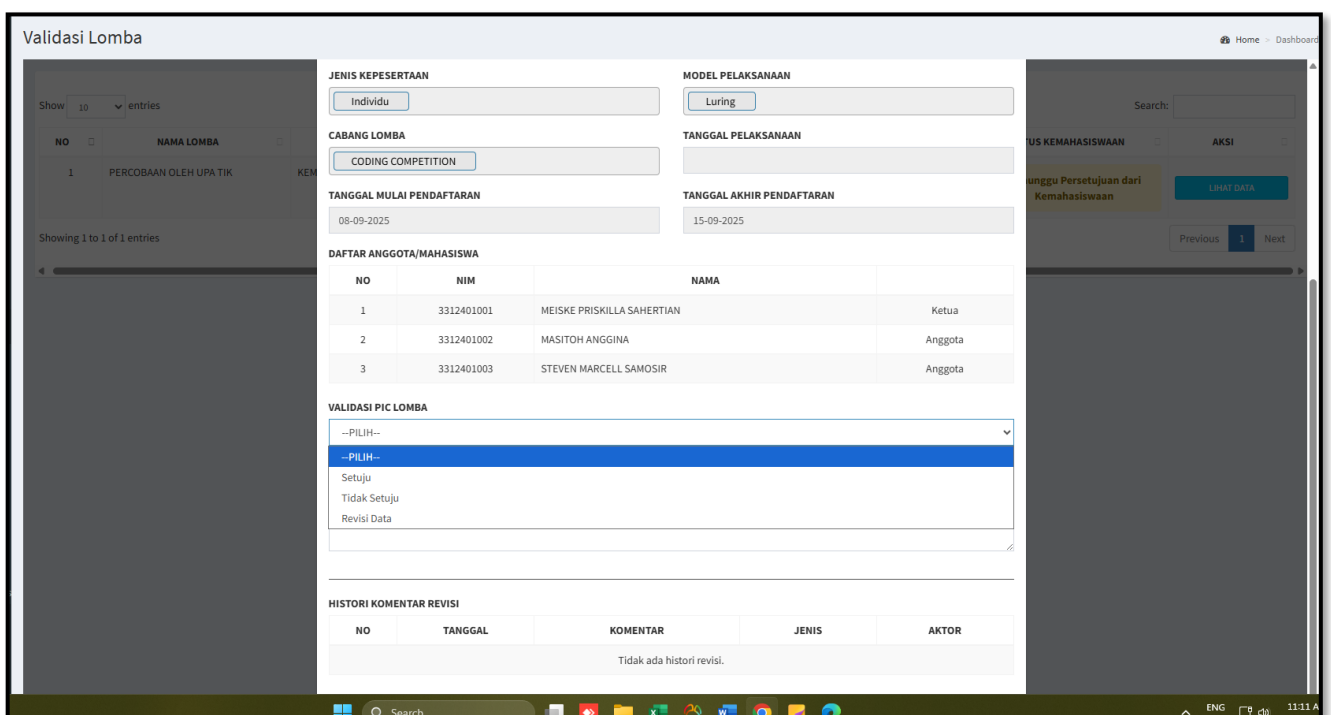 Validasi Lomba
Home > Dashboard
JENIS KEPESERTAAN
MODEL PELAKSANAAN
Individu
Luring
Show 10 entries
Search:
CABANG LOMBA
TANGGAL PELAKSANAAN
NO NAMA LOMBA TUS KEMAHASISWAAN AKSI
CODING COMPETITION
1 PERCOBAAN OLEH UPA TIK KEM unggu Persetujuan dari Kemahasiswaan LIHAT DATA
TANGGAL MULAI PENDAFTARAN
TANGGAL AKHIR PENDAFTARAN
08-09-2025
15-09-2025
Showing 1 to 1 of 1 entries
Previous 1 Next
DAFTAR ANGGOTA/MAHASISWA
NO NIM NAMA
1 3312401001 MEISKE PRISKILLA SAHERTIAN Ketua
2 3312401002 MASITOH ANGGINA Anggota
3 3312401003 STEVEN MARCELL SAMOSIR Anggota
VALIDASI PIC LOMBA
--PILIH--
--PILIH--
Setuju
Tidak Setuju
Revisi Data
HISTORI KOMENTAR REVISI
NO TANGGAL KOMENTAR JENIS AKTOR
Tidak ada histori revisi.
Search
ENG
11:11 A